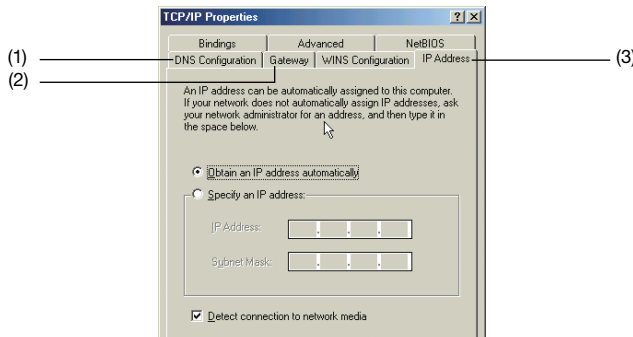 TCP/IP Properties
Bindings Advanced NetBIOS
(1) DNS Configuration Gateway WINS Configuration IP Address (3)
(2)
An IP address can be automatically assigned to this computer.
If your network does not automatically assign IP addresses, ask
your network administrator for an address, and then type it in
the space below.
Obtain an IP address automatically
Specify an IP address:
IP Address:
Subnet Mask:
Detect connection to network media